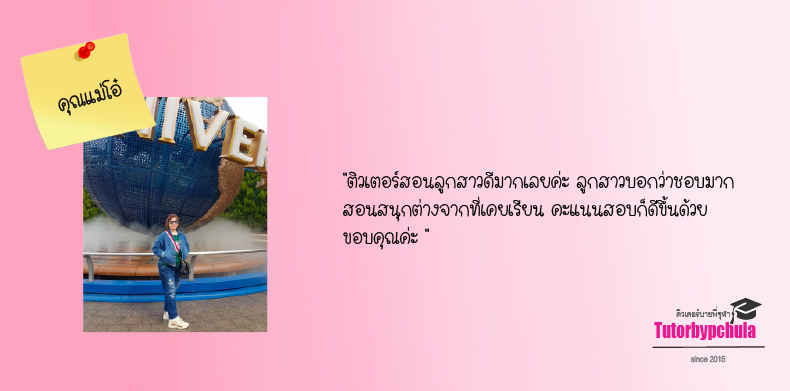 คุณแม่โอ๋
NIVER
"ติวเตอร์สอนลูกสาวดีมากเลยค่ะ ลูกสาวบอกว่าชอบมาก
สอนสนุกต่างจากที่เคยเรียน คะแนนสอบก็ดีขึ้นด้วย
ขอบคุณค่ะ "
ติวเตอร์บายพี่จุฬา
Tutorbypchula
since 2015